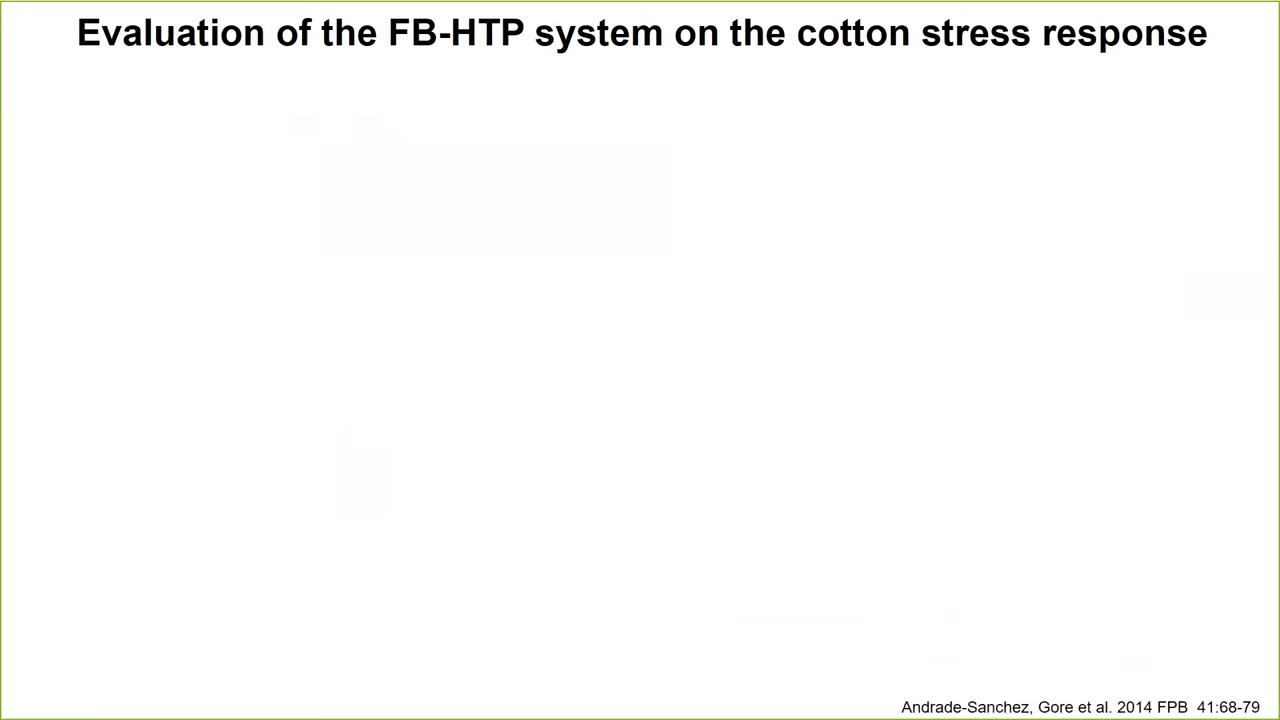 Evaluation of the FB-HTP system on the cotton stress response
Andrade-Sanchez, Gore et al. 2014 FPB  41:68-79